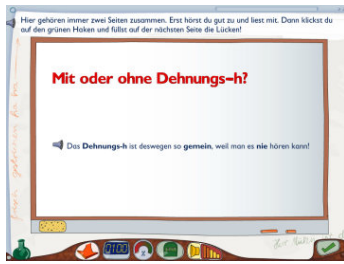 Hier gehören immer zwei Seiten zusammen. Erst hörst du gut zu und liest mit. Dann klickst du
auf den grünen Haken und füllst auf der nächsten Seite die Lücken!
Mit oder ohne Dehnungs-h?
Das Dehnungs-h ist deswegen so gemein, weil man es nie hören kann!